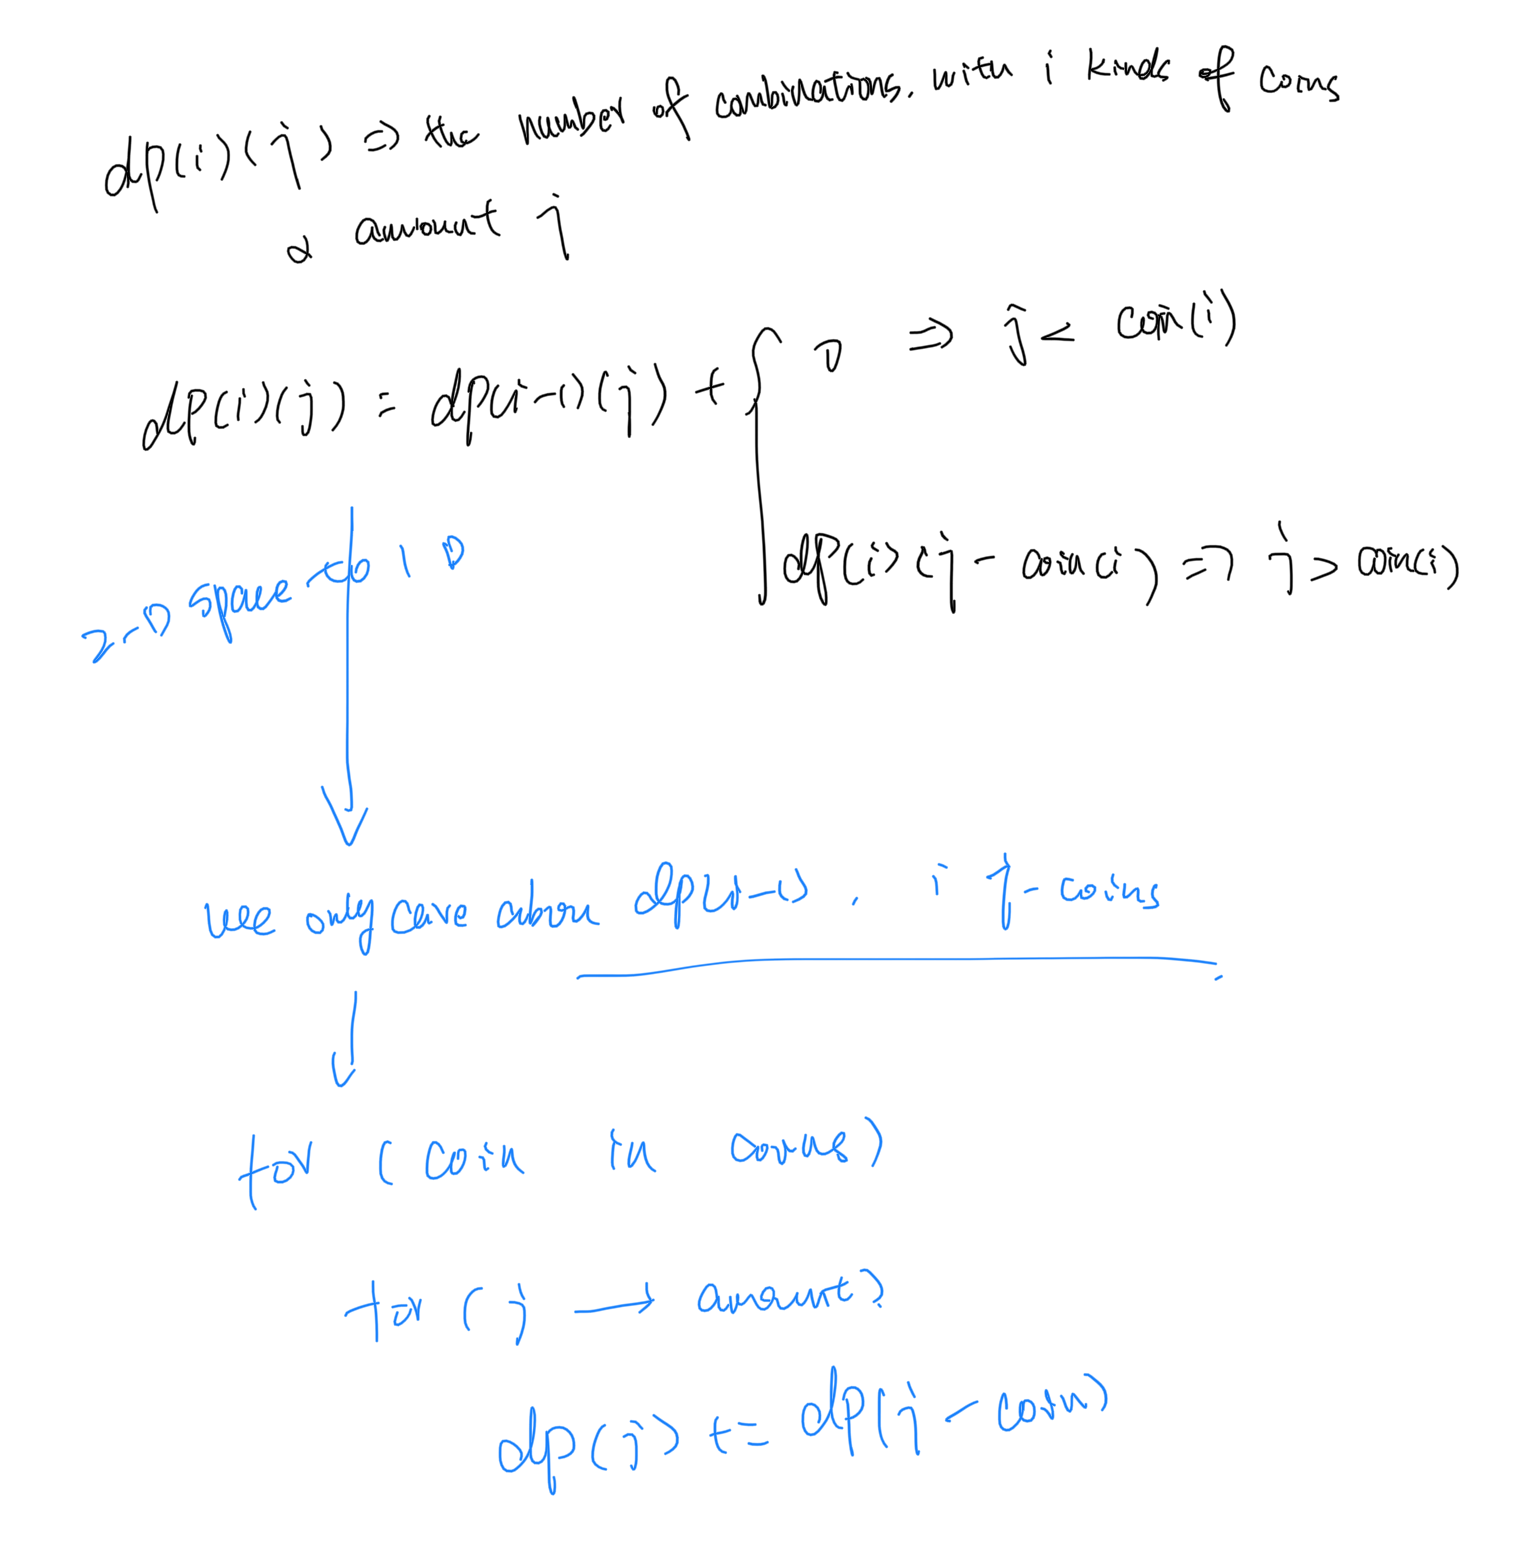 dp(i)(j) => the number of combinations, with i kinds of coins
& amount j
dp(i)(j) = dp(i-1)(j) + { 0 => j < coin(i)
dp(i)(j - coin(i) => j > coin(i)
2-D space to 1 D
we only care about dp(i-1), i j - coins
for (coin in coins)
for (j → amount)
dp(j) += dp(j - coin)